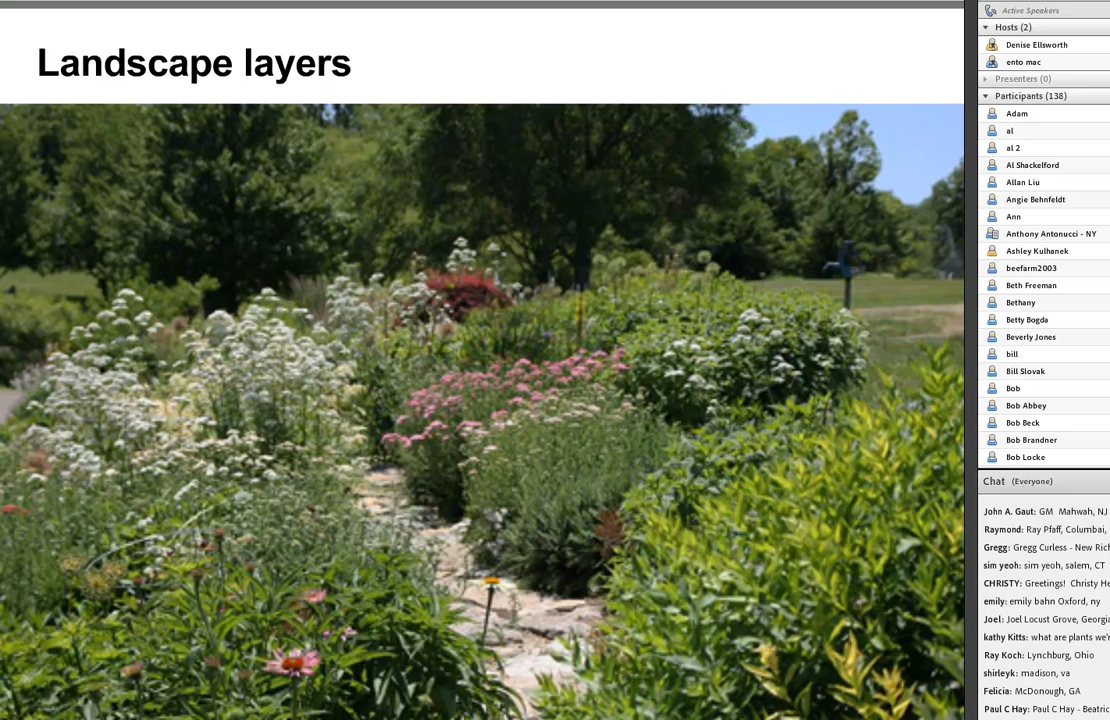 Landscape layers
Active Speakers
Hosts (2)
Denise Ellsworth
ento mac
Presenters (0)
Participants (138)
Adam
al
al 2
Al Shackelford
Allan Liu
Angie Behnfeldt
Ann
Anthony Antonucci - NY
Ashley Kulhanek
beefarm2003
Beth Freeman
Bethany
Betty Bogda
Beverly Jones
bill
Bill Slovak
Bob
Bob Abbey
Bob Beck
Bob Brandner
Bob Locke
Chat (Everyone)
John A. Gaut: GM Mahwah, NJ
Raymond: Ray Pfaff, Columbai,
Gregg: Gregg Curless - New Rich
sim yeoh: sim yeoh, salem, CT
CHRISTY: Greetings! Christy He
emily: emily bahn Oxford, ny
Joel: Joel Locust Grove, Georgia
kathy Kitts: what are plants we'r
Ray Koch: Lynchburg, Ohio
shirleyk: madison, va
Felicia: McDonough, GA
Paul C Hay: Paul C Hay - Beatric